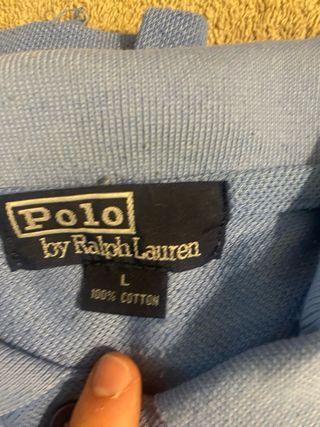 Polo
by Ralph Lauren
L
100% COTTON